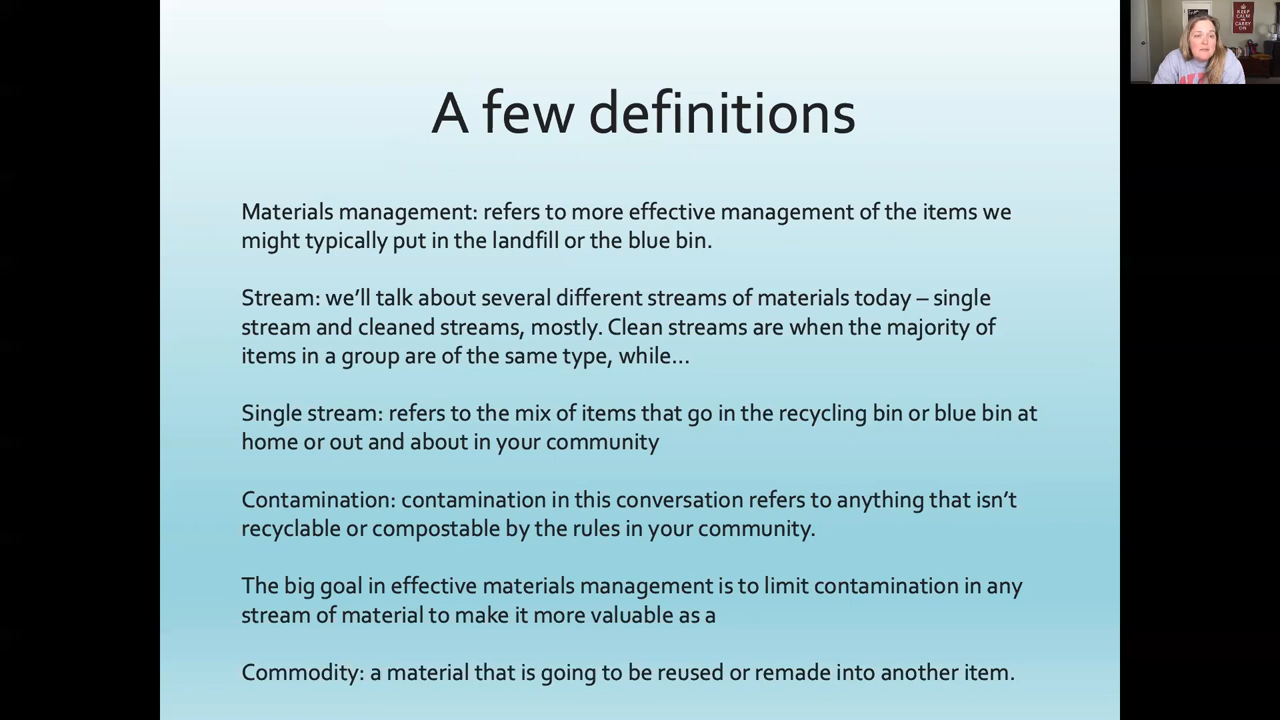 A few definitions
Materials management: refers to more effective management of the items we
might typically put in the landfill or the blue bin.
Stream: we’ll talk about several different streams of materials today – single
stream and cleaned streams, mostly. Clean streams are when the majority of
items in a group are of the same type, while…
Single stream: refers to the mix of items that go in the recycling bin or blue bin at
home or out and about in your community
Contamination: contamination in this conversation refers to anything that isn’t
recyclable or compostable by the rules in your community.
The big goal in effective materials management is to limit contamination in any
stream of material to make it more valuable as a
Commodity: a material that is going to be reused or remade into another item.
KEEP
CALM
CARRY
ON